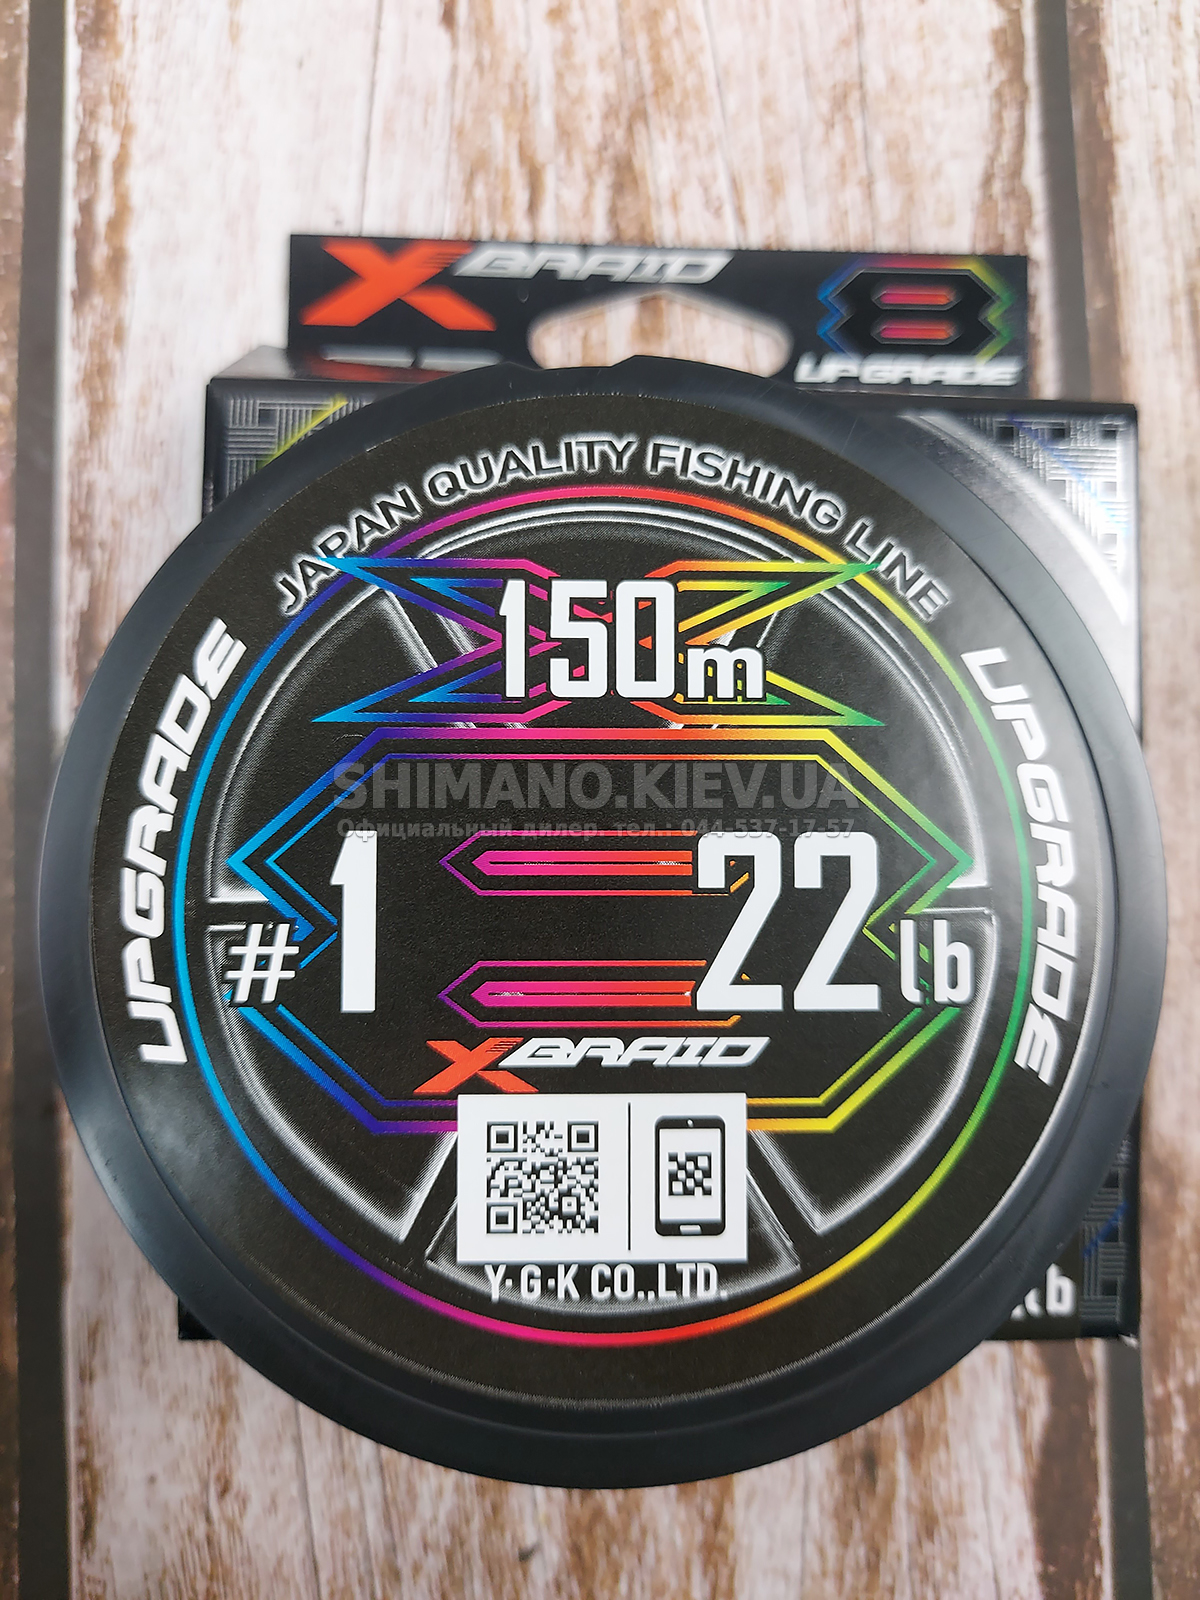 X BRAID
8
UPGRADE
JAPAN QUALITY FISHING LINE
UPGRADE
UPGRADE
150m
SHIMANO.KIEV.UA
Официальный дилер. тел.: 044 537-17-57
#1 22lb
X BRAID
Y·G·K CO.,LTD.
lb